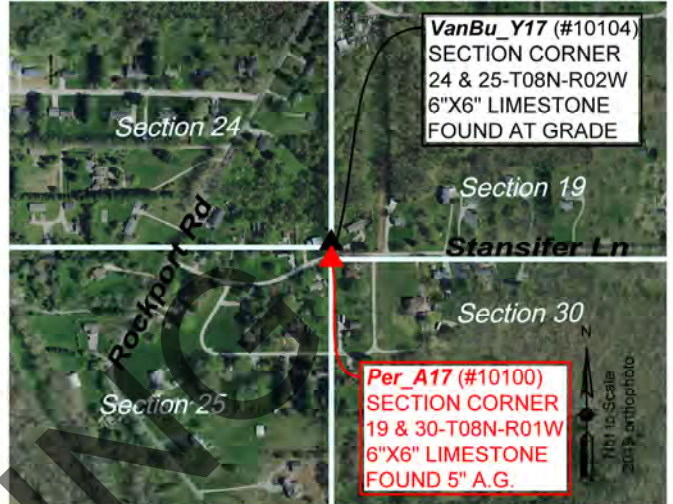 VanBu_Y17 (#10104)
SECTION CORNER
24 & 25-T08N-R02W
6"X6" LIMESTONE
FOUND AT GRADE
Section 24
Section 19
Rockport Rd
Stansifer Ln
Section 30
N
Per_A17 (#10100)
SECTION CORNER
19 & 30-T08N-R01W
6"X6" LIMESTONE
FOUND 5" A.G.
Section 25
Not to Scale
orthophoto
NG